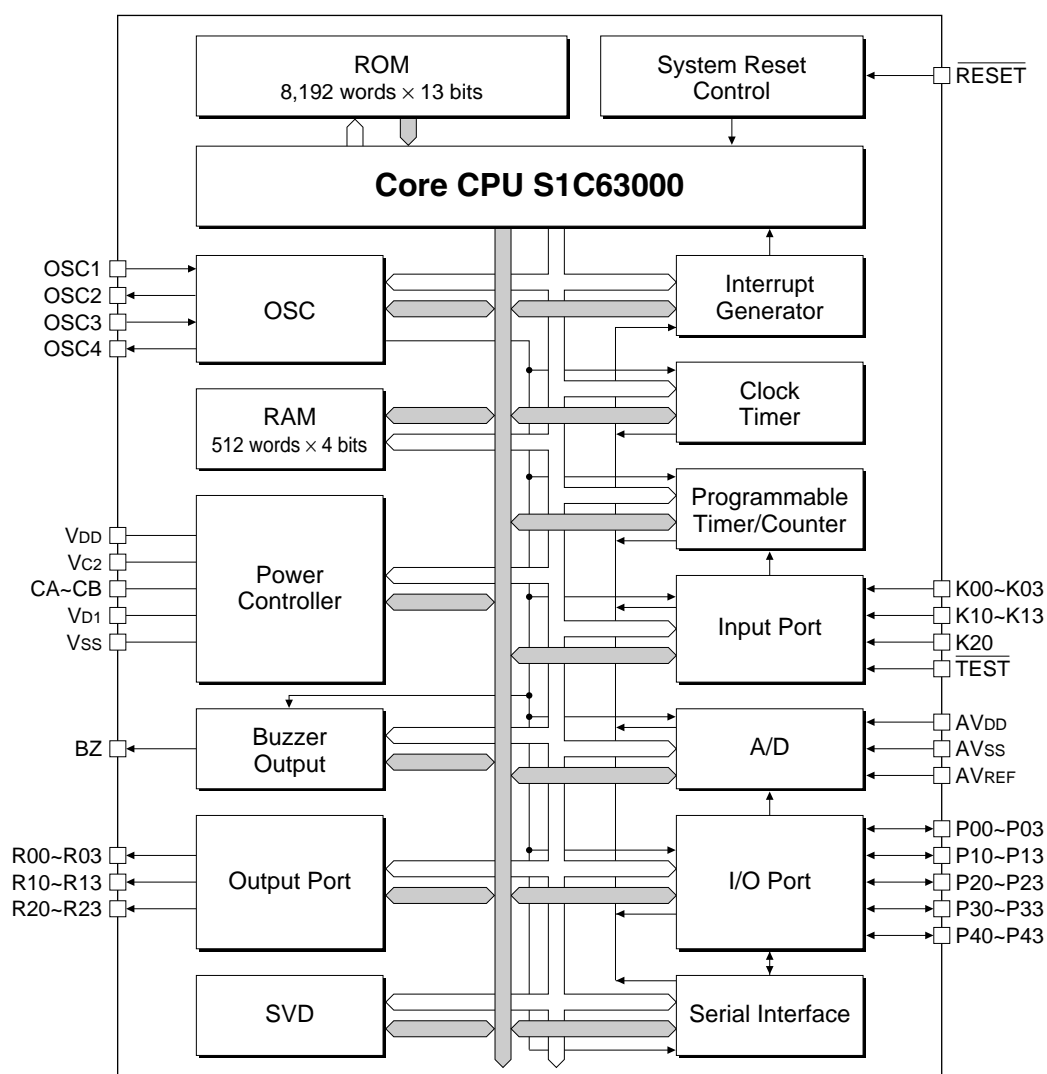 ROM
8,192 words × 13 bits
System Reset
Control
RESET
Core CPU S1C63000
OSC1
OSC2
OSC3
OSC4
OSC
Interrupt
Generator
RAM
512 words × 4 bits
Clock
Timer
Programmable
Timer/Counter
VDD
VC2
CA~CB
VD1
VSS
Power
Controller
Input Port
K00~K03
K10~K13
K20
TEST
BZ
Buzzer
Output
A/D
AVDD
AVSS
AVREF
R00~R03
R10~R13
R20~R23
Output Port
I/O Port
P00~P03
P10~P13
P20~P23
P30~P33
P40~P43
SVD
Serial Interface